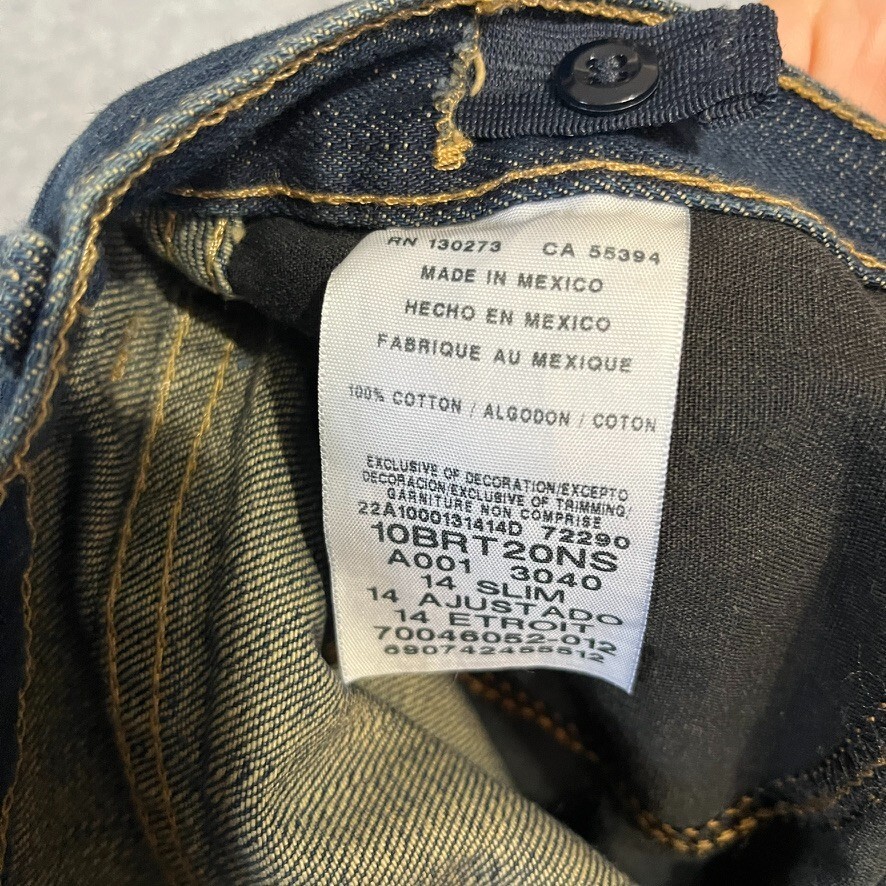 RN 130273 CA 55394
MADE IN MEXICO
HECHO EN MEXICO
FABRIQUE AU MEXIQUE
100% COTTON / ALGODON / COTON
EXCLUSIVE OF DECORATION/EXCEPTO
DECORACION/EXCLUSIVE OF TRIMMING/
GARNITURE NON COMPRISE
22A1000131414D 72290
10BRT20NS
A001 3040
14 SLIM
14 AJUSTADO
14 ETROIT
70046052-012
690742455512